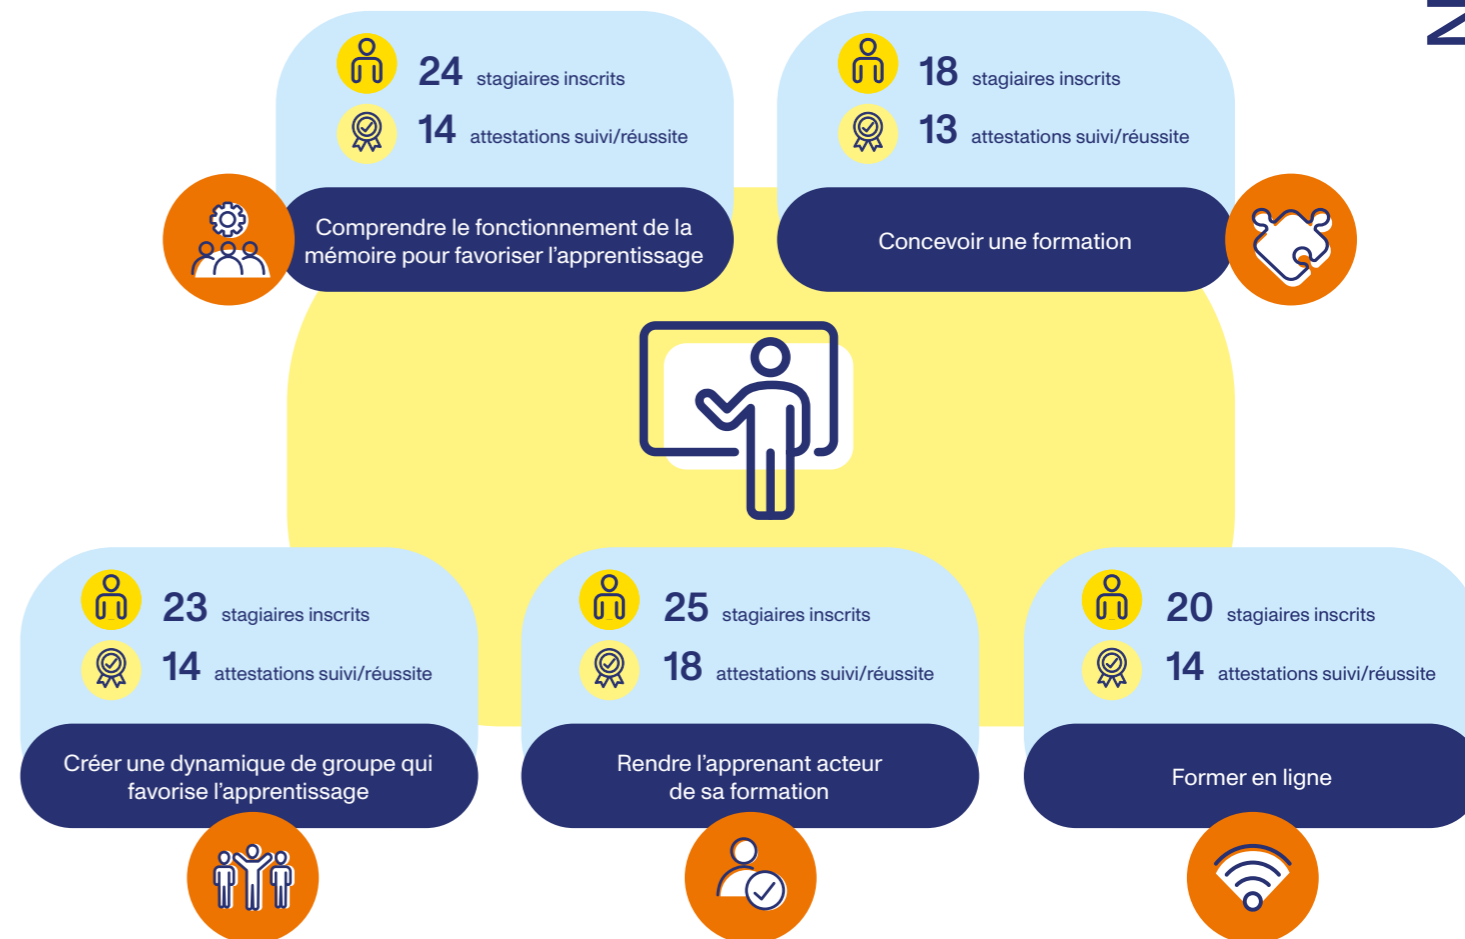 24 stagiaires inscrits
14 attestations suivi/réussite
Comprendre le fonctionnement de la
mémoire pour favoriser l’apprentissage
18 stagiaires inscrits
13 attestations suivi/réussite
Concevoir une formation
23 stagiaires inscrits
14 attestations suivi/réussite
Créer une dynamique de groupe qui
favorise l’apprentissage
25 stagiaires inscrits
18 attestations suivi/réussite
Rendre l’apprenant acteur
de sa formation
20 stagiaires inscrits
14 attestations suivi/réussite
Former en ligne